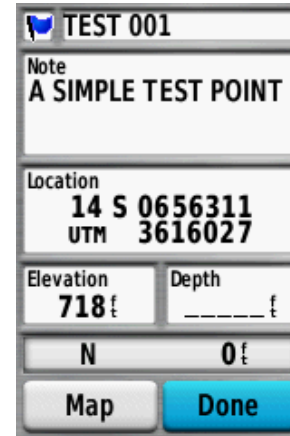 TEST 001
Note
A SIMPLE TEST POINT
Location
14 S 0656311
UTM 3616027
Elevation Depth
718 ft _____ ft
N 0 ft
Map Done